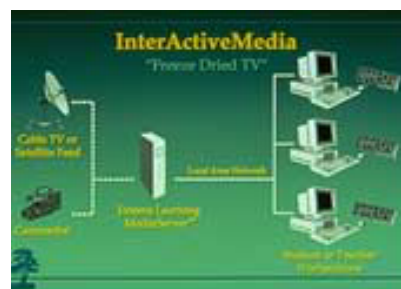 InterActiveMedia
"Freeze Dried TV"
Cable TV or
Satellite Feed
Local Area Network
Camcorder
Learning
MediaServer
Student or Teacher
Workstations